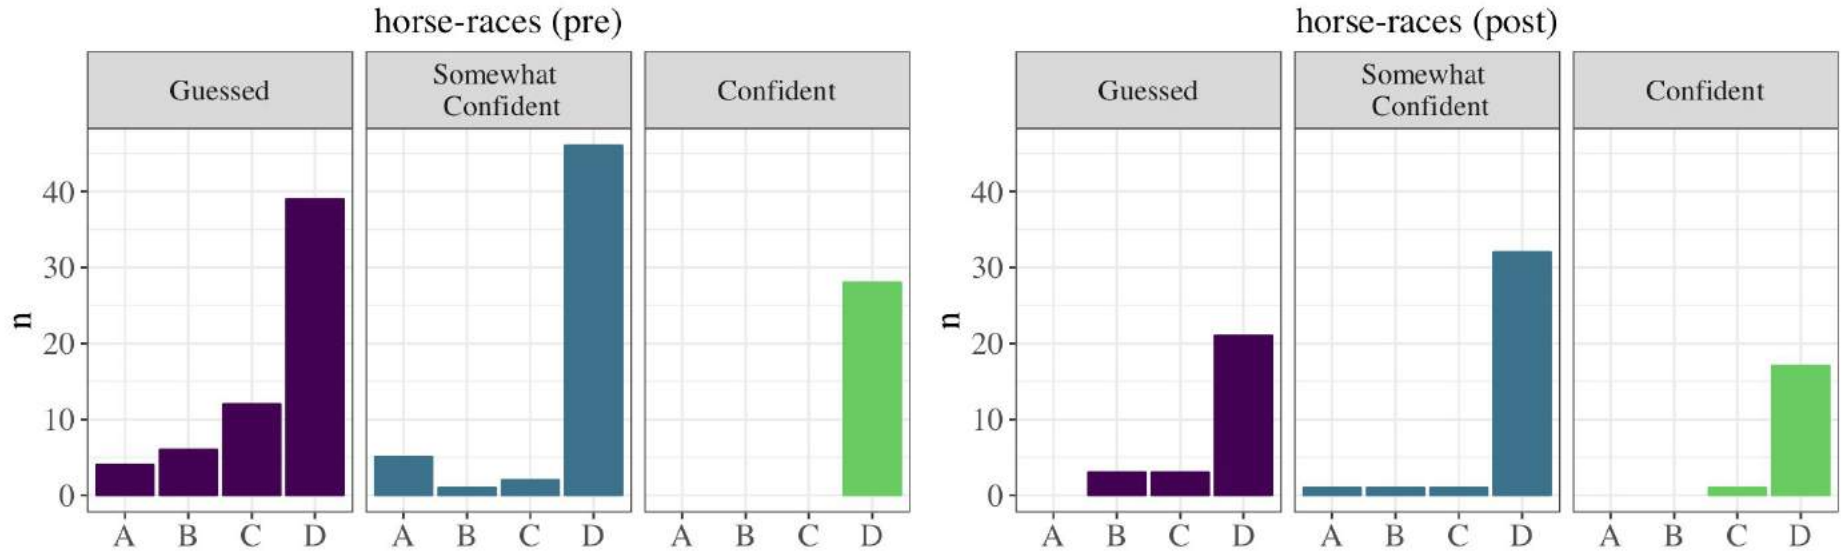 horse-races (pre)
Guessed
Somewhat
Confident
Confident
n
40
30
20
10
0
A B C D
A B C D
A B C D
horse-races (post)
Guessed
Somewhat
Confident
Confident
n
40
30
20
10
0
A B C D
A B C D
A B C D